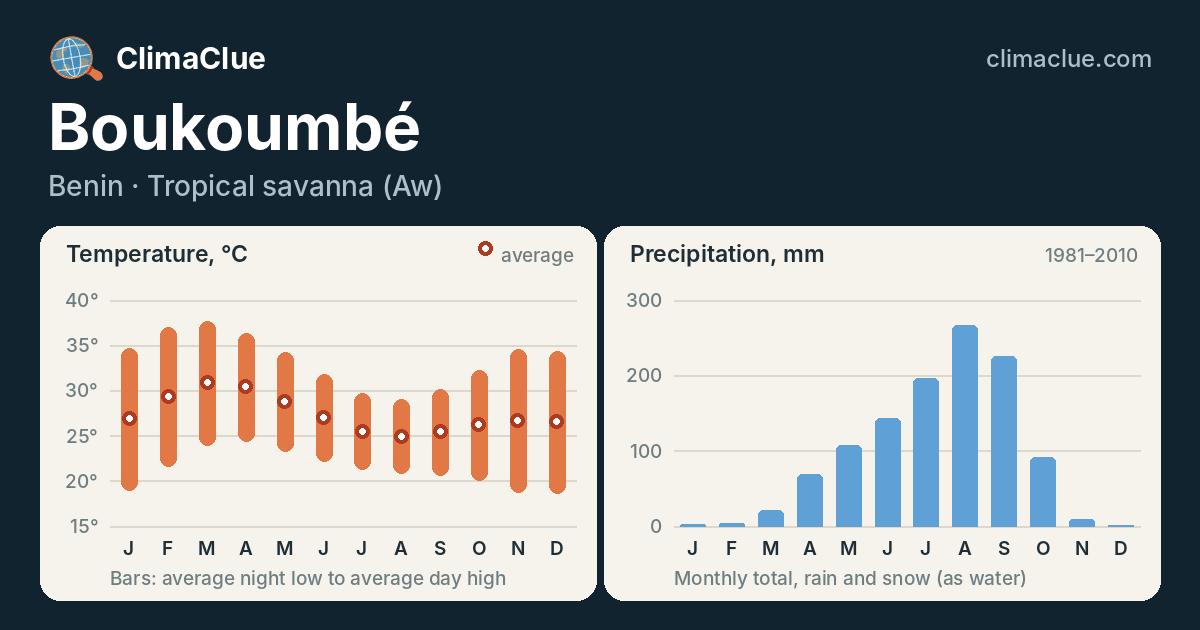 ClimaClue
climaclue.com
Boukoumbé
Benin · Tropical savanna (Aw)
Temperature, °C
average
40°
35°
30°
25°
20°
15°
J F M A M J J A S O N D
Bars: average night low to average day high
Precipitation, mm
1981–2010
300
200
100
0
J F M A M J J A S O N D
Monthly total, rain and snow (as water)